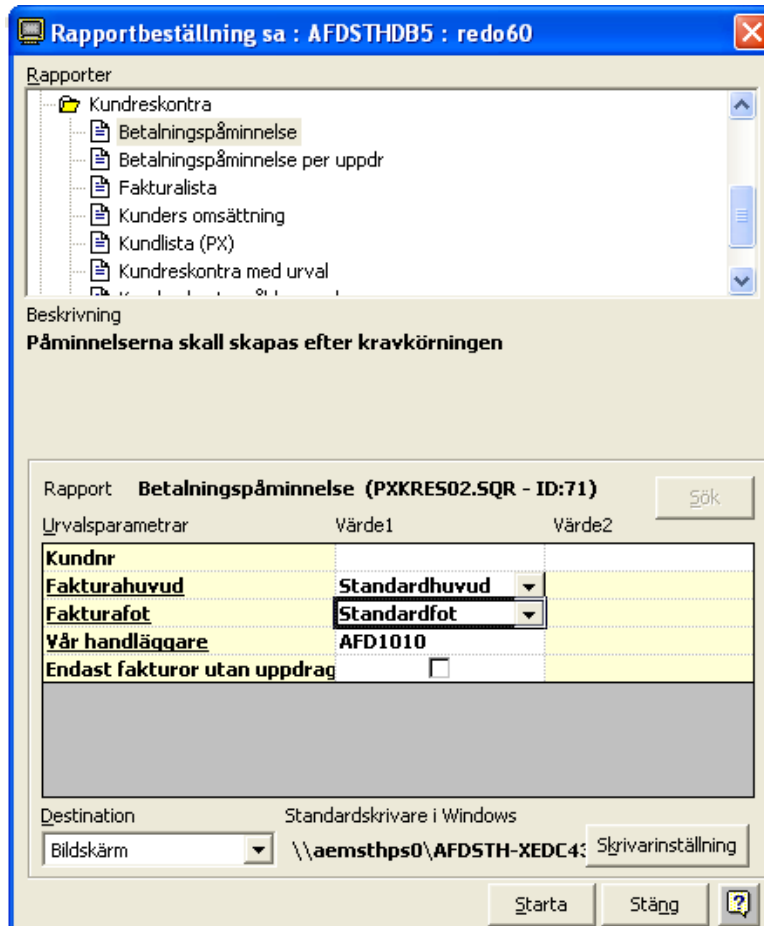 Rapportbeställning sa : AFDSTHDB5 : redo60
Rapporter
Kundreskontra
Betalningspåminnelse
Betalningspåminnelse per uppdr
Fakturalista
Kunders omsättning
Kundlista (PX)
Kundreskontra med urval
Beskrivning
Påminnelserna skall skapas efter kravkörningen
Rapport Betalningspåminnelse (PXKRES02.SQR - ID:71) Sök
Urvalsparametrar Värde1 Värde2
Kundnr
Fakturahuvud Standardhuvud
Fakturafot Standardfot
Vår handläggare AFD1010
Endast fakturor utan uppdrag
Destination Standardskrivare i Windows
Bildskärm \\aemsthps0\AFDSTH-XEDC43 Skrivarinställning
Starta Stäng ?